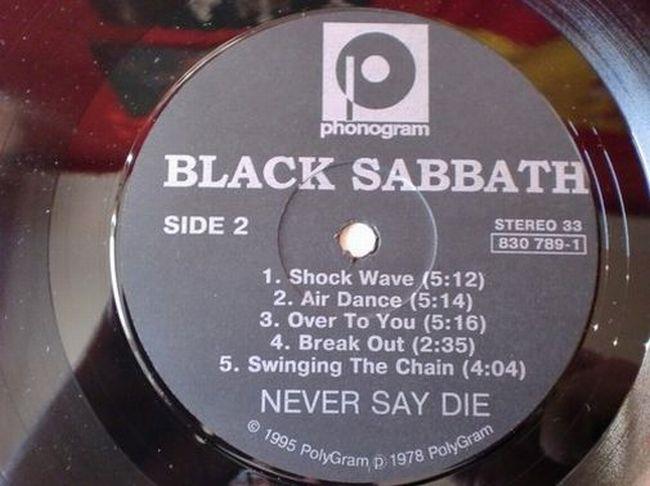 phonogram
BLACK SABBATH
SIDE 2
STEREO 33
830 789-1
1. Shock Wave (5:12)
2. Air Dance (5:14)
3. Over To You (5:16)
4. Break Out (2:35)
5. Swinging The Chain (4:04)
NEVER SAY DIE
© 1995 PolyGram ℗ 1978 PolyGram